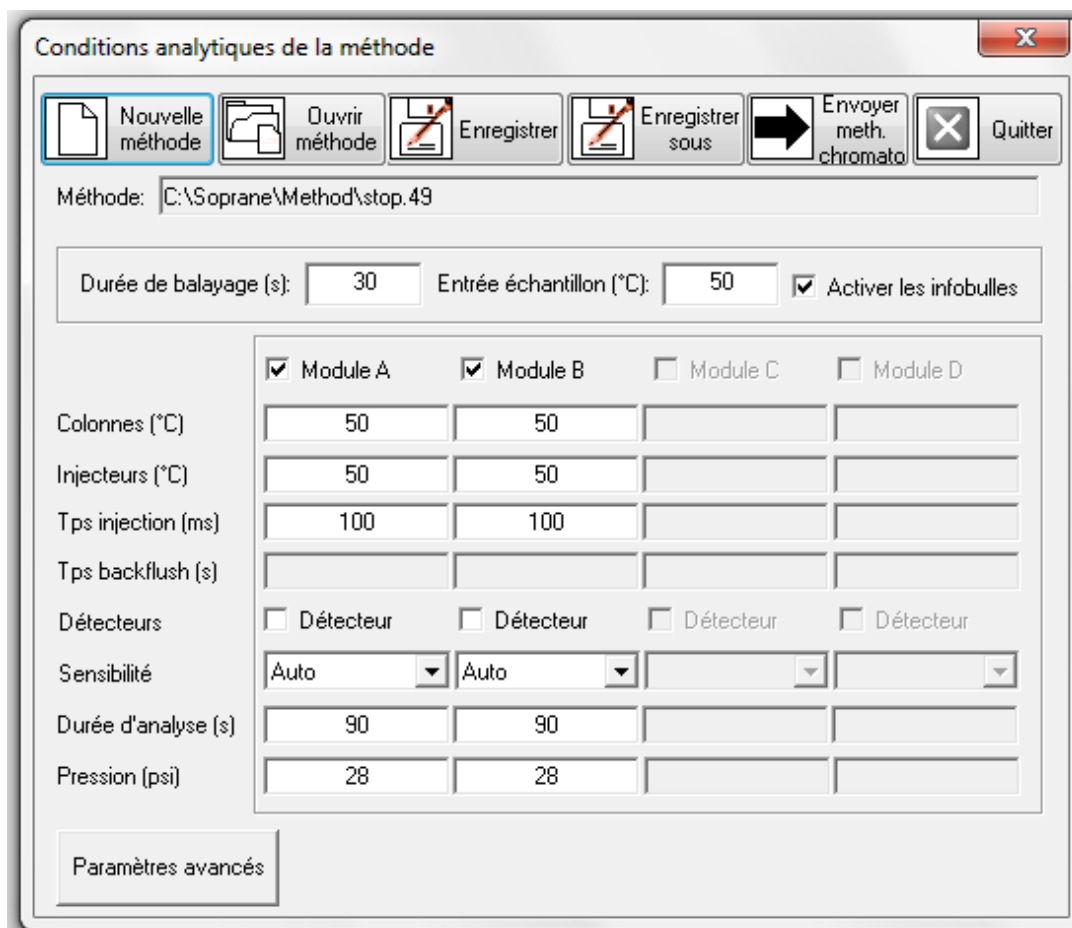 Conditions analytiques de la méthode
Nouvelle méthode
Ouvrir méthode
Enregistrer
Enregistrer sous
Envoyer meth. chromato
Quitter
Méthode: C:\Soprane\Method\stop.49
Durée de balayage (s): 30 Entrée échantillon (°C): 50 Activer les infobulles
Module A Module B Module C Module D
Colonnes (°C) 50 50
Injecteurs (°C) 50 50
Tps injection (ms) 100 100
Tps backflush (s)
Détecteurs Détecteur Détecteur Détecteur Détecteur
Sensibilité Auto Auto
Durée d'analyse (s) 90 90
Pression (psi) 28 28
Paramètres avancés